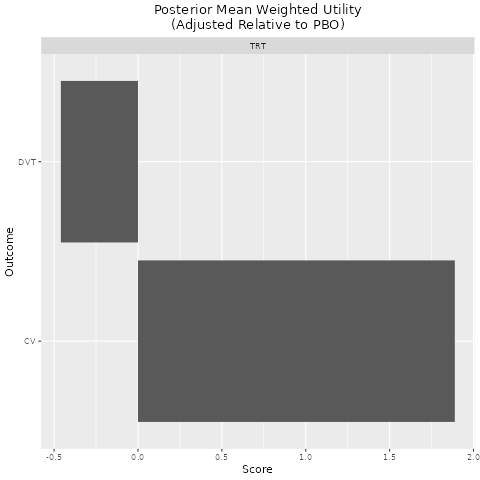 Posterior Mean Weighted Utility
(Adjusted Relative to PBO)
TRT
DVT
CV
Outcome
-0.5
0.0
0.5
1.0
1.5
2.0
Score